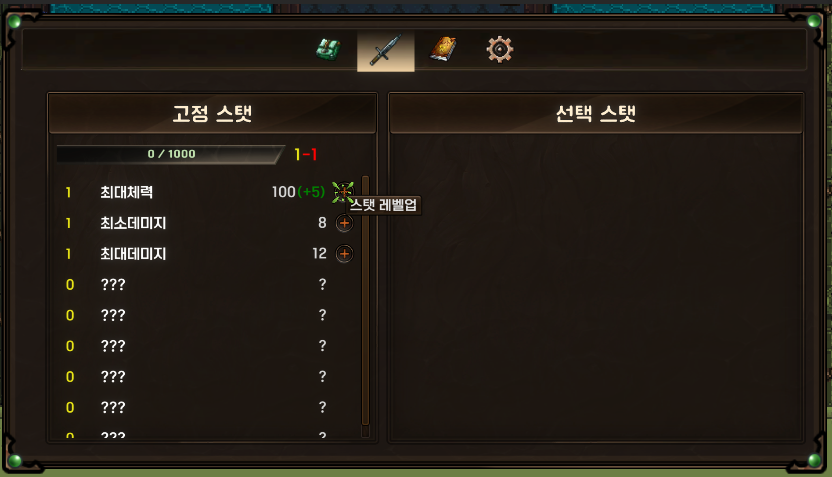 고정 스탯
선택 스탯
0 / 1000
1-1
1 최대체력 100(+5)
스탯 레벨업
1 최소데미지 8
1 최대데미지 12
0 ??? ?
0 ??? ?
0 ??? ?
0 ??? ?
0 ??? ?
0 ??? ?